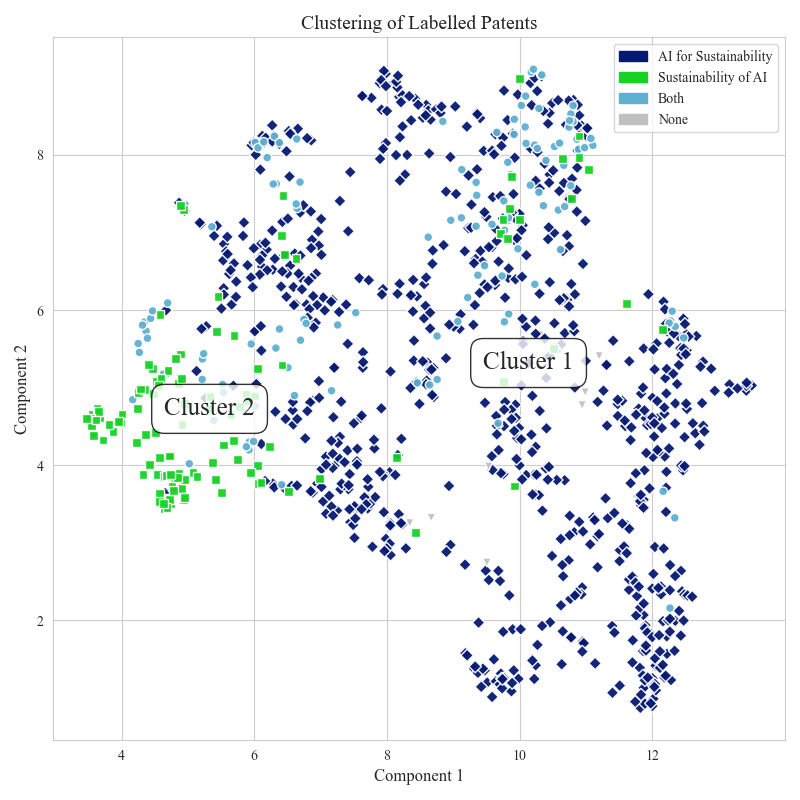 Clustering of Labelled Patents
AI for Sustainability
Sustainability of AI
Both
None
8
6
4
2
Component 2
Cluster 1
Cluster 2
4
6
8
10
12
Component 1